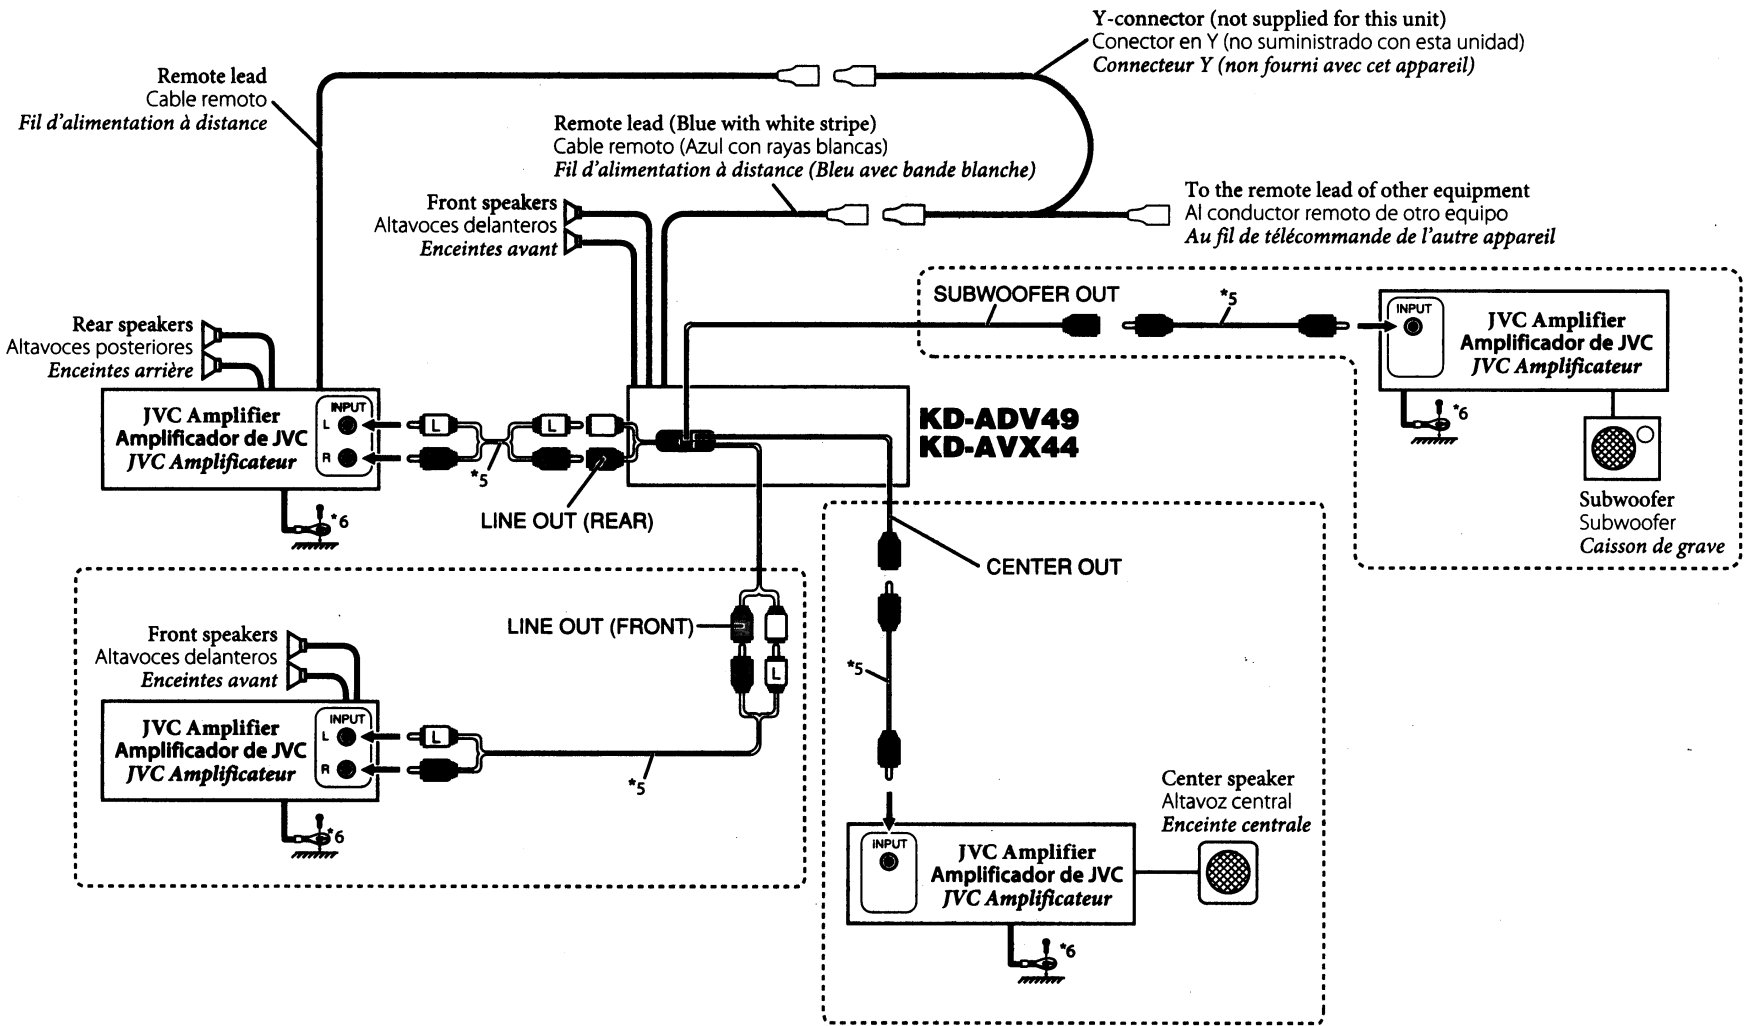 Y-connector (not supplied for this unit)
Conector en Y (no suministrado con esta unidad)
Connecteur Y (non fourni avec cet appareil)
Remote lead
Cable remoto
Fil d'alimentation à distance
Remote lead (Blue with white stripe)
Cable remoto (Azul con rayas blancas)
Fil d'alimentation à distance (Bleu avec bande blanche)
Front speakers
Altavoces delanteros
Enceintes avant
To the remote lead of other equipment
Al conductor remoto de otro equipo
Au fil de télécommande de l'autre appareil
SUBWOOFER OUT
*5
INPUT
JVC Amplifier
Amplificador de JVC
JVC Amplificateur
*6
Subwoofer
Subwoofer
Caisson de grave
Rear speakers
Altavoces posteriores
Enceintes arrière
JVC Amplifier
Amplificador de JVC
JVC Amplificateur
INPUT
L
R
L
L
*5
*6
LINE OUT (REAR)
KD-ADV49
KD-AVX44
CENTER OUT
*5
LINE OUT (FRONT)
L
Front speakers
Altavoces delanteros
Enceintes avant
JVC Amplifier
Amplificador de JVC
JVC Amplificateur
INPUT
L
R
L
*5
*6
Center speaker
Altavoz central
Enceinte centrale
INPUT
JVC Amplifier
Amplificador de JVC
JVC Amplificateur
*6